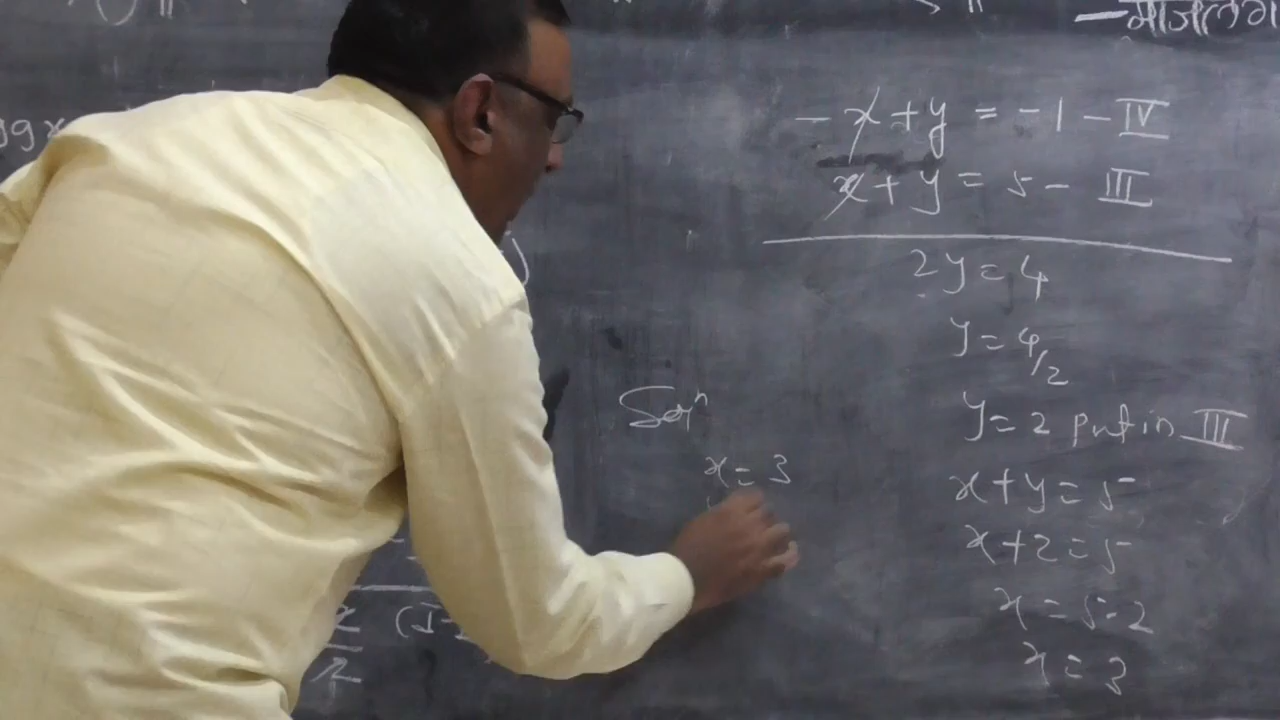 -x+y=-1-IV
x+y=5-III
2y=4
y=4/2
y=2 put in III
x+y=5
x+2=5
x=5-2
x=3
Solⁿ
x=3